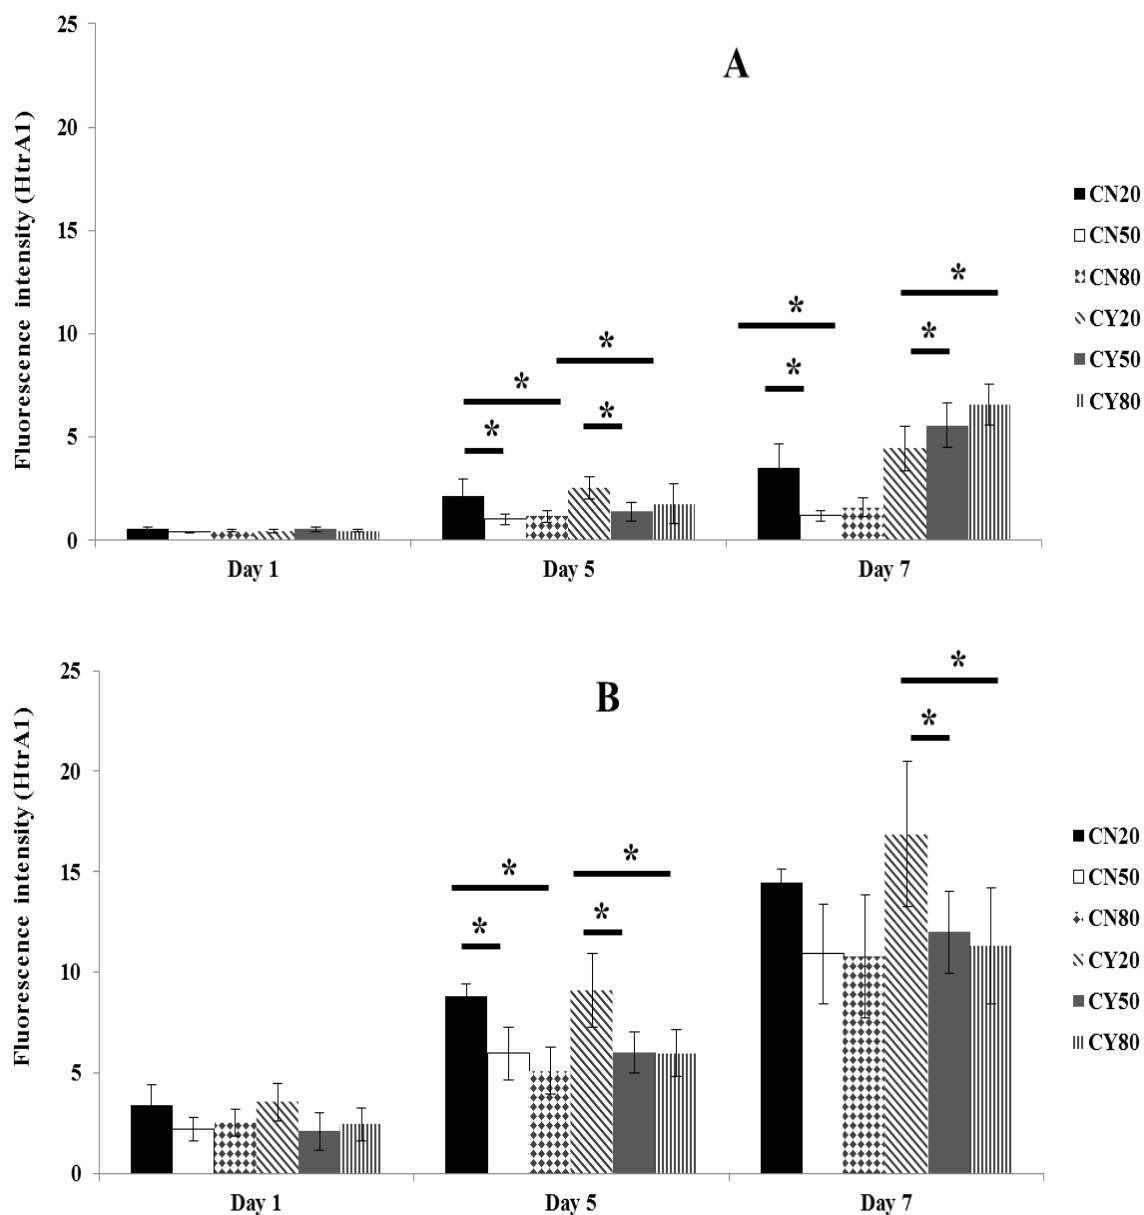 A
25
20
15
10
5
0
Fluorescence intensity (HtrA1)
* * * * * * * *
Day 1 Day 5 Day 7
CN20
CN50
CN80
CY20
CY50
CY80
B
25
20
15
10
5
0
Fluorescence intensity (HtrA1)
* * * * * *
Day 1 Day 5 Day 7
CN20
CN50
CN80
CY20
CY50
CY80